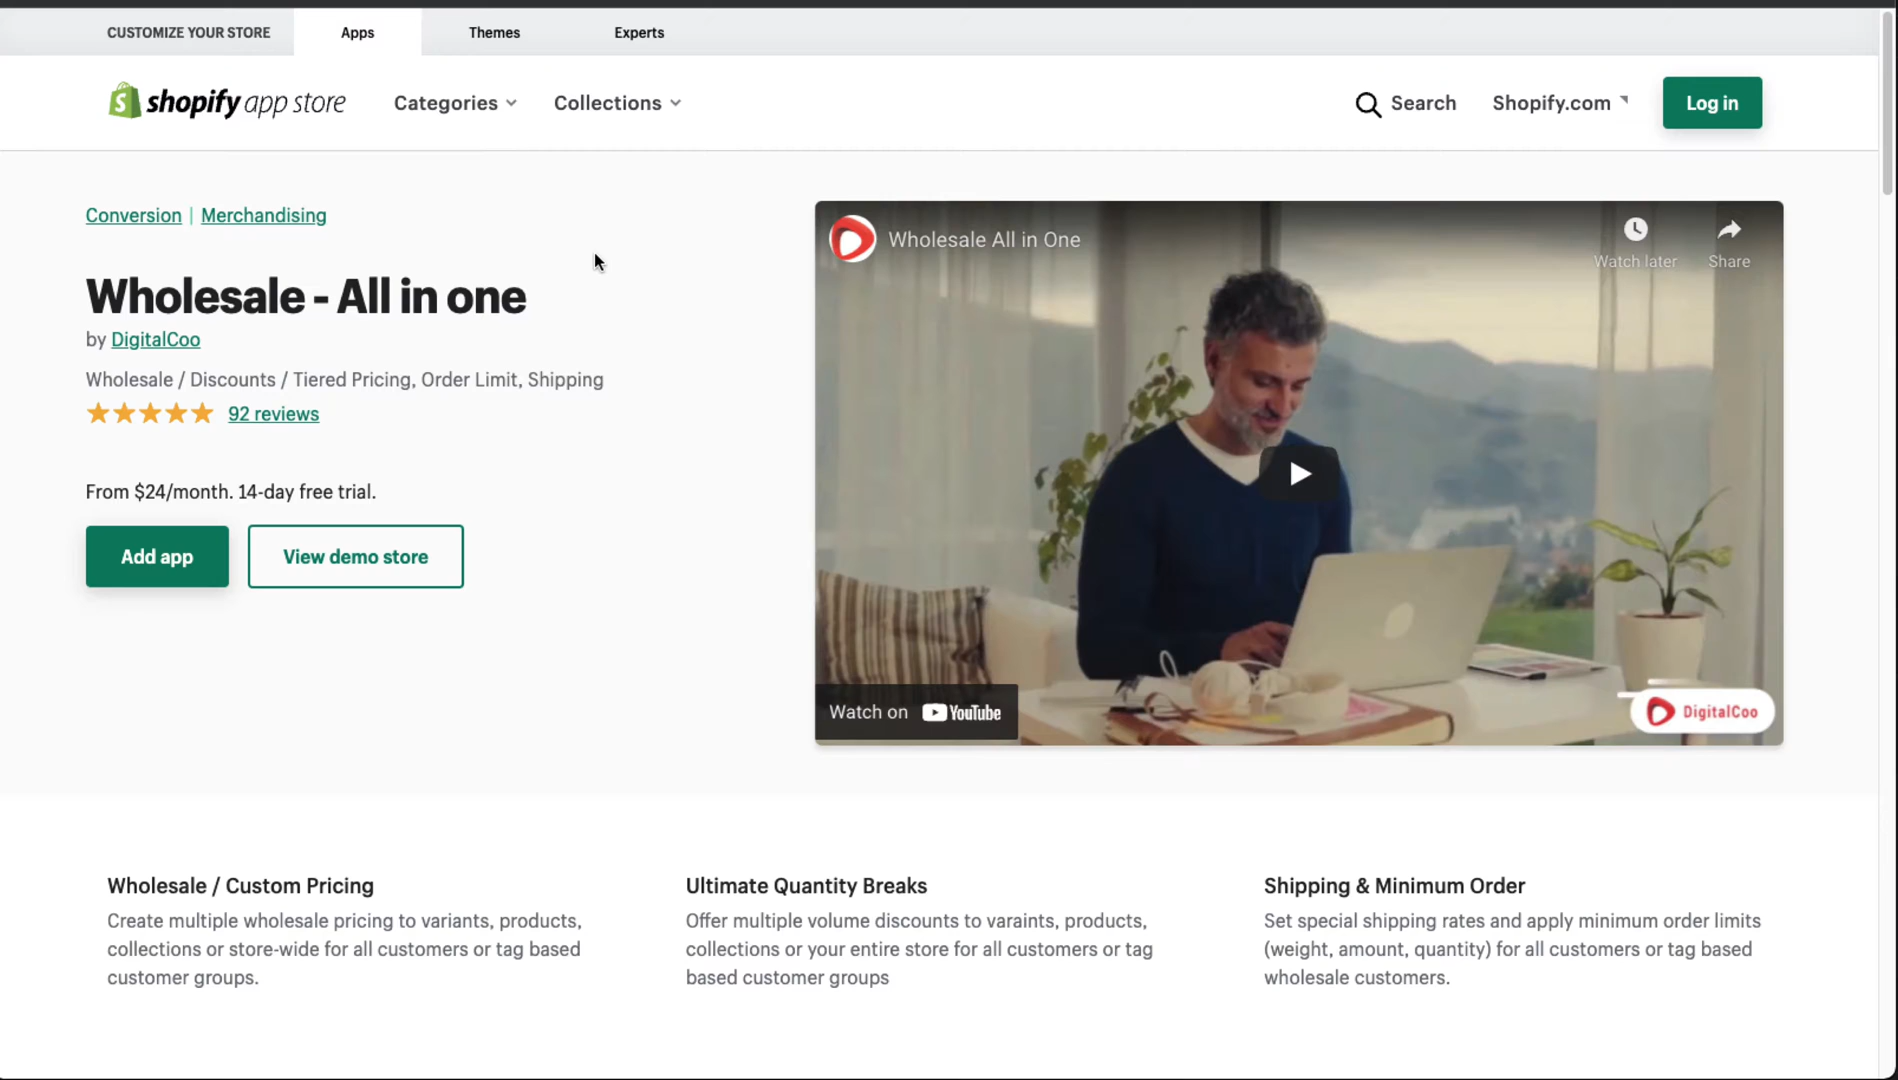 CUSTOMIZE YOUR STORE Apps Themes Experts
shopify app store Categories Collections Search Shopify.com Log in
Conversion | Merchandising
Wholesale - All in one
by DigitalCoo
Wholesale / Discounts / Tiered Pricing, Order Limit, Shipping
92 reviews
From $24/month. 14-day free trial.
Add app View demo store
Wholesale All in One
Watch later Share
Watch on YouTube
DigitalCoo
Wholesale / Custom Pricing
Create multiple wholesale pricing to variants, products,
collections or store-wide for all customers or tag based
customer groups.
Ultimate Quantity Breaks
Offer multiple volume discounts to varaints, products,
collections or your entire store for all customers or tag
based customer groups
Shipping & Minimum Order
Set special shipping rates and apply minimum order limits
(weight, amount, quantity) for all customers or tag based
wholesale customers.